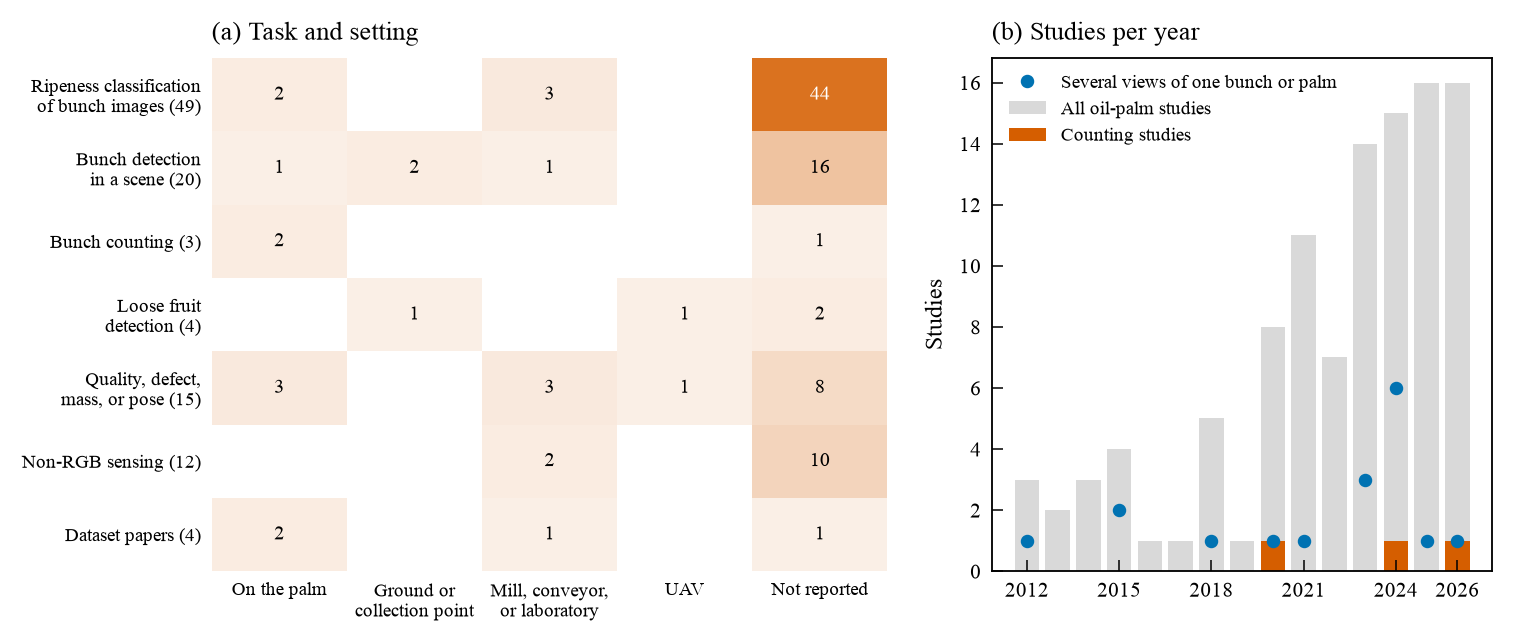 (a) Task and setting
Ripeness classification
of bunch images (49)
2
3
44
Bunch detection
in a scene (20)
1
2
1
16
Bunch counting (3)
2
1
Loose fruit
detection (4)
1
1
2
Quality, defect,
mass, or pose (15)
3
3
1
8
Non-RGB sensing (12)
2
10
Dataset papers (4)
2
1
1
On the palm
Ground or
collection point
Mill, conveyor,
or laboratory
UAV
Not reported
(b) Studies per year
Several views of one bunch or palm
All oil-palm studies
Counting studies
Studies
16
14
12
10
8
6
4
2
0
2012
2015
2018
2021
2024
2026